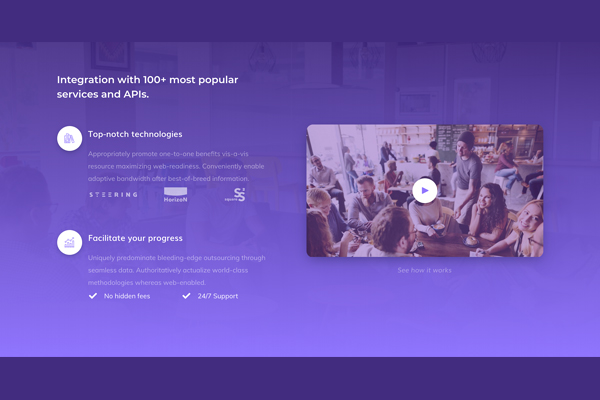 Integration with 100+ most popular
services and APIs.
Top-notch technologies
Appropriately promote one-to-one benefits vis-a-vis
resource maximizing web-readiness. Conveniently enable
adoptive bandwidth after best-of-breed information.
STEERING
HorizoN
Facilitate your progress
Uniquely predominate bleeding-edge outsourcing through
seamless data. Authoritatively actualize world-class
methodologies whereas web-enabled.
No hidden fees
24/7 Support
See how it works